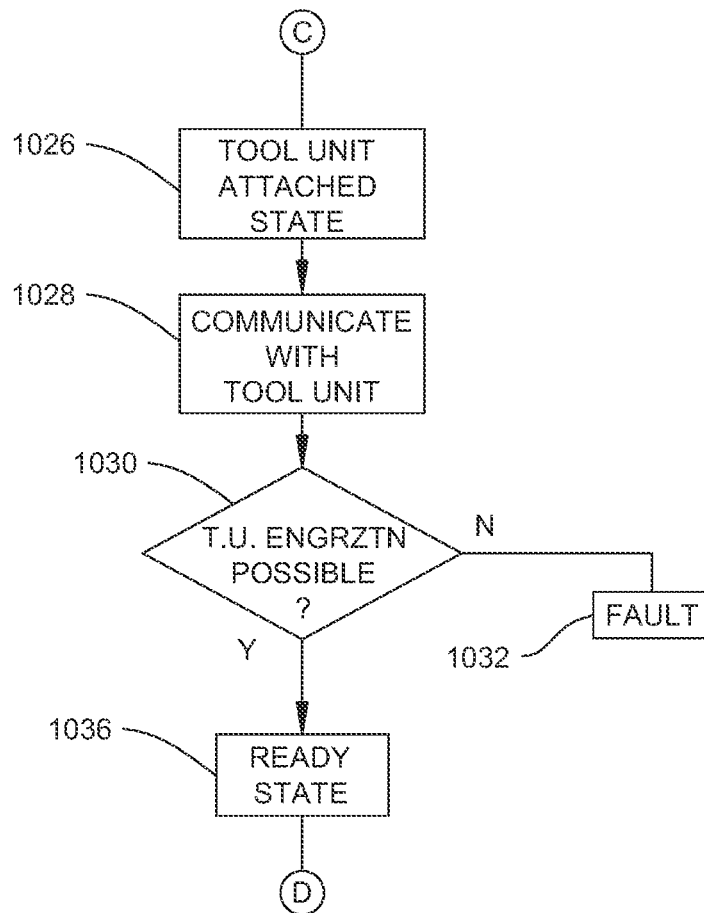 C
1026
TOOL UNIT
ATTACHED
STATE
1028
COMMUNICATE
WITH
TOOL UNIT
1030
T.U. ENGRZTN
POSSIBLE
?
N
FAULT
1032
Y
1036
READY
STATE
D